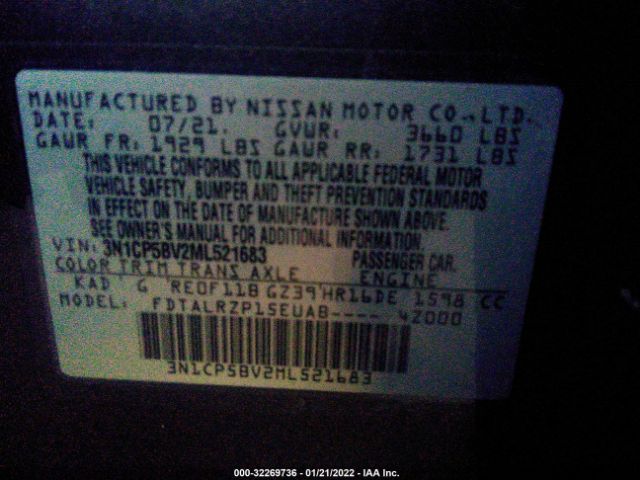 MANUFACTURED BY NISSAN MOTOR CO., LTD.
DATE: 07/21. GVWR: 3660 LBS
GAWR FR: 1929 LBS GAWR RR: 1731 LBS
THIS VEHICLE CONFORMS TO ALL APPLICABLE FEDERAL MOTOR
VEHICLE SAFETY, BUMPER AND THEFT PREVENTION STANDARDS
IN EFFECT ON THE DATE OF MANUFACTURE SHOWN ABOVE.
SEE OWNER'S MANUAL FOR ADDITIONAL INFORMATION.
VIN: 3N1CP5BV2ML521683 PASSENGER CAR.
COLOR TRIM TRANS AXLE ENGINE
KAD G RE0F11B GZ39 HR16DE 1598 CC
MODEL: FDTALRZP1SEUAB---- 4Z000
3N1CP5BV2ML521683
000-32269736 - 01/21/2022 - IAA Inc.